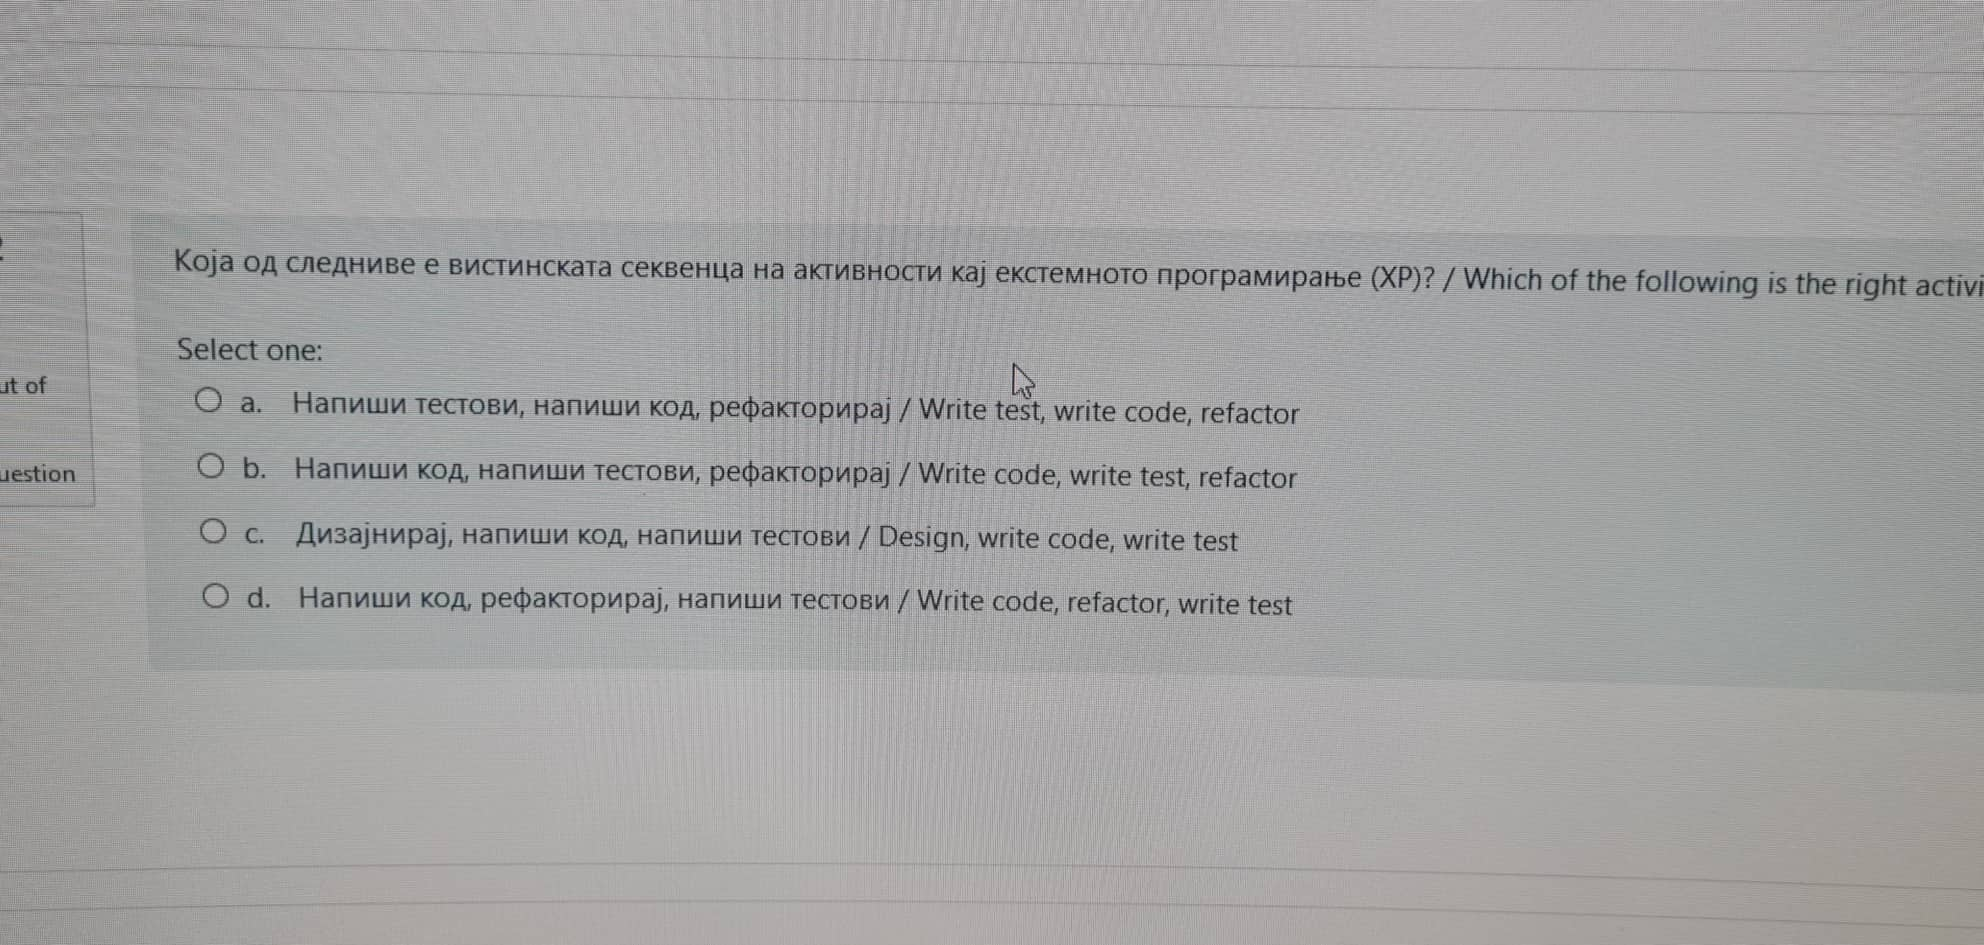 Која од следниве е вистинската секвенца на активности кај екстемното програмирање (XP)? / Which of the following is the right activi
Select one:
ut of
a. Напиши тестови, напиши код, рефакторирај / Write test, write code, refactor
uestion
b. Напиши код, напиши тестови, рефакторирај / Write code, write test, refactor
c. Дизајнирај, напиши код, напиши тестови / Design, write code, write test
d. Напиши код, рефакторирај, напиши тестови / Write code, refactor, write test